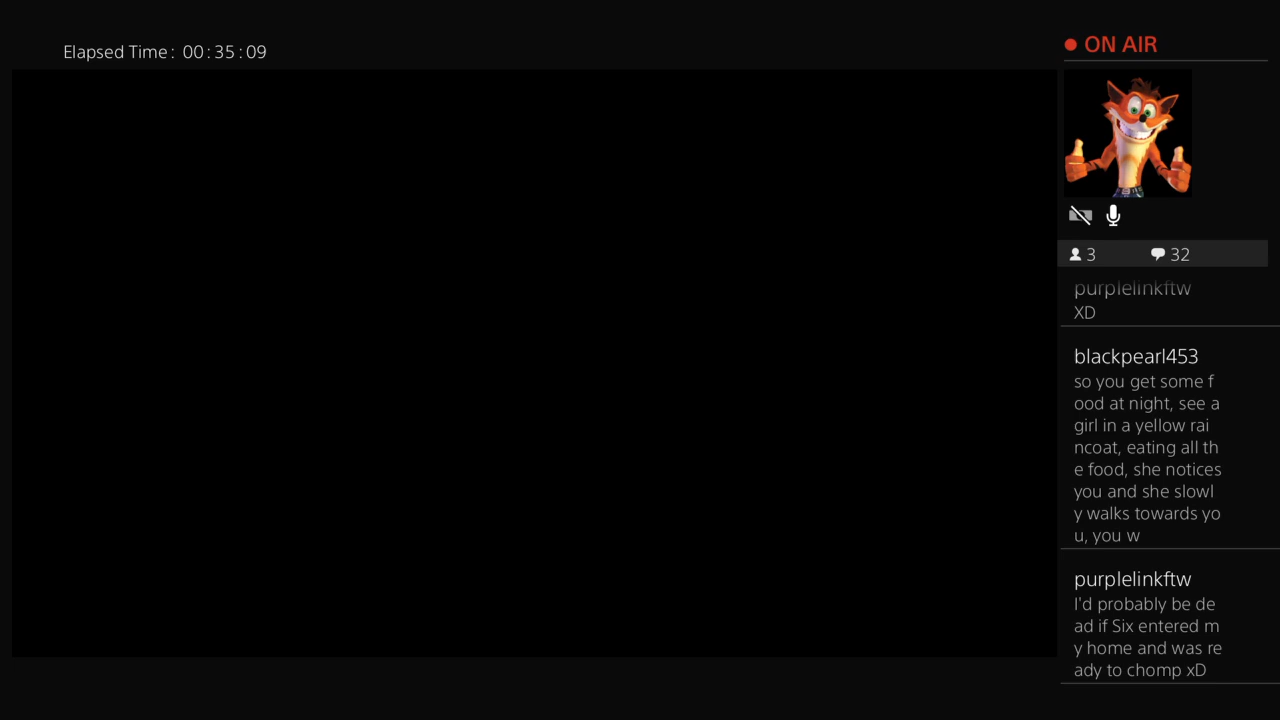 Elapsed Time: 00:35:09
ON AIR
3 32
purplelinkftw
XD
blackpearl453
so you get some f
ood at night, see a
girl in a yellow rai
ncoat, eating all th
e food, she notices
you and she slowl
y walks towards yo
u, you w
purplelinkftw
I'd probably be de
ad if Six entered m
y home and was re
ady to chomp xD